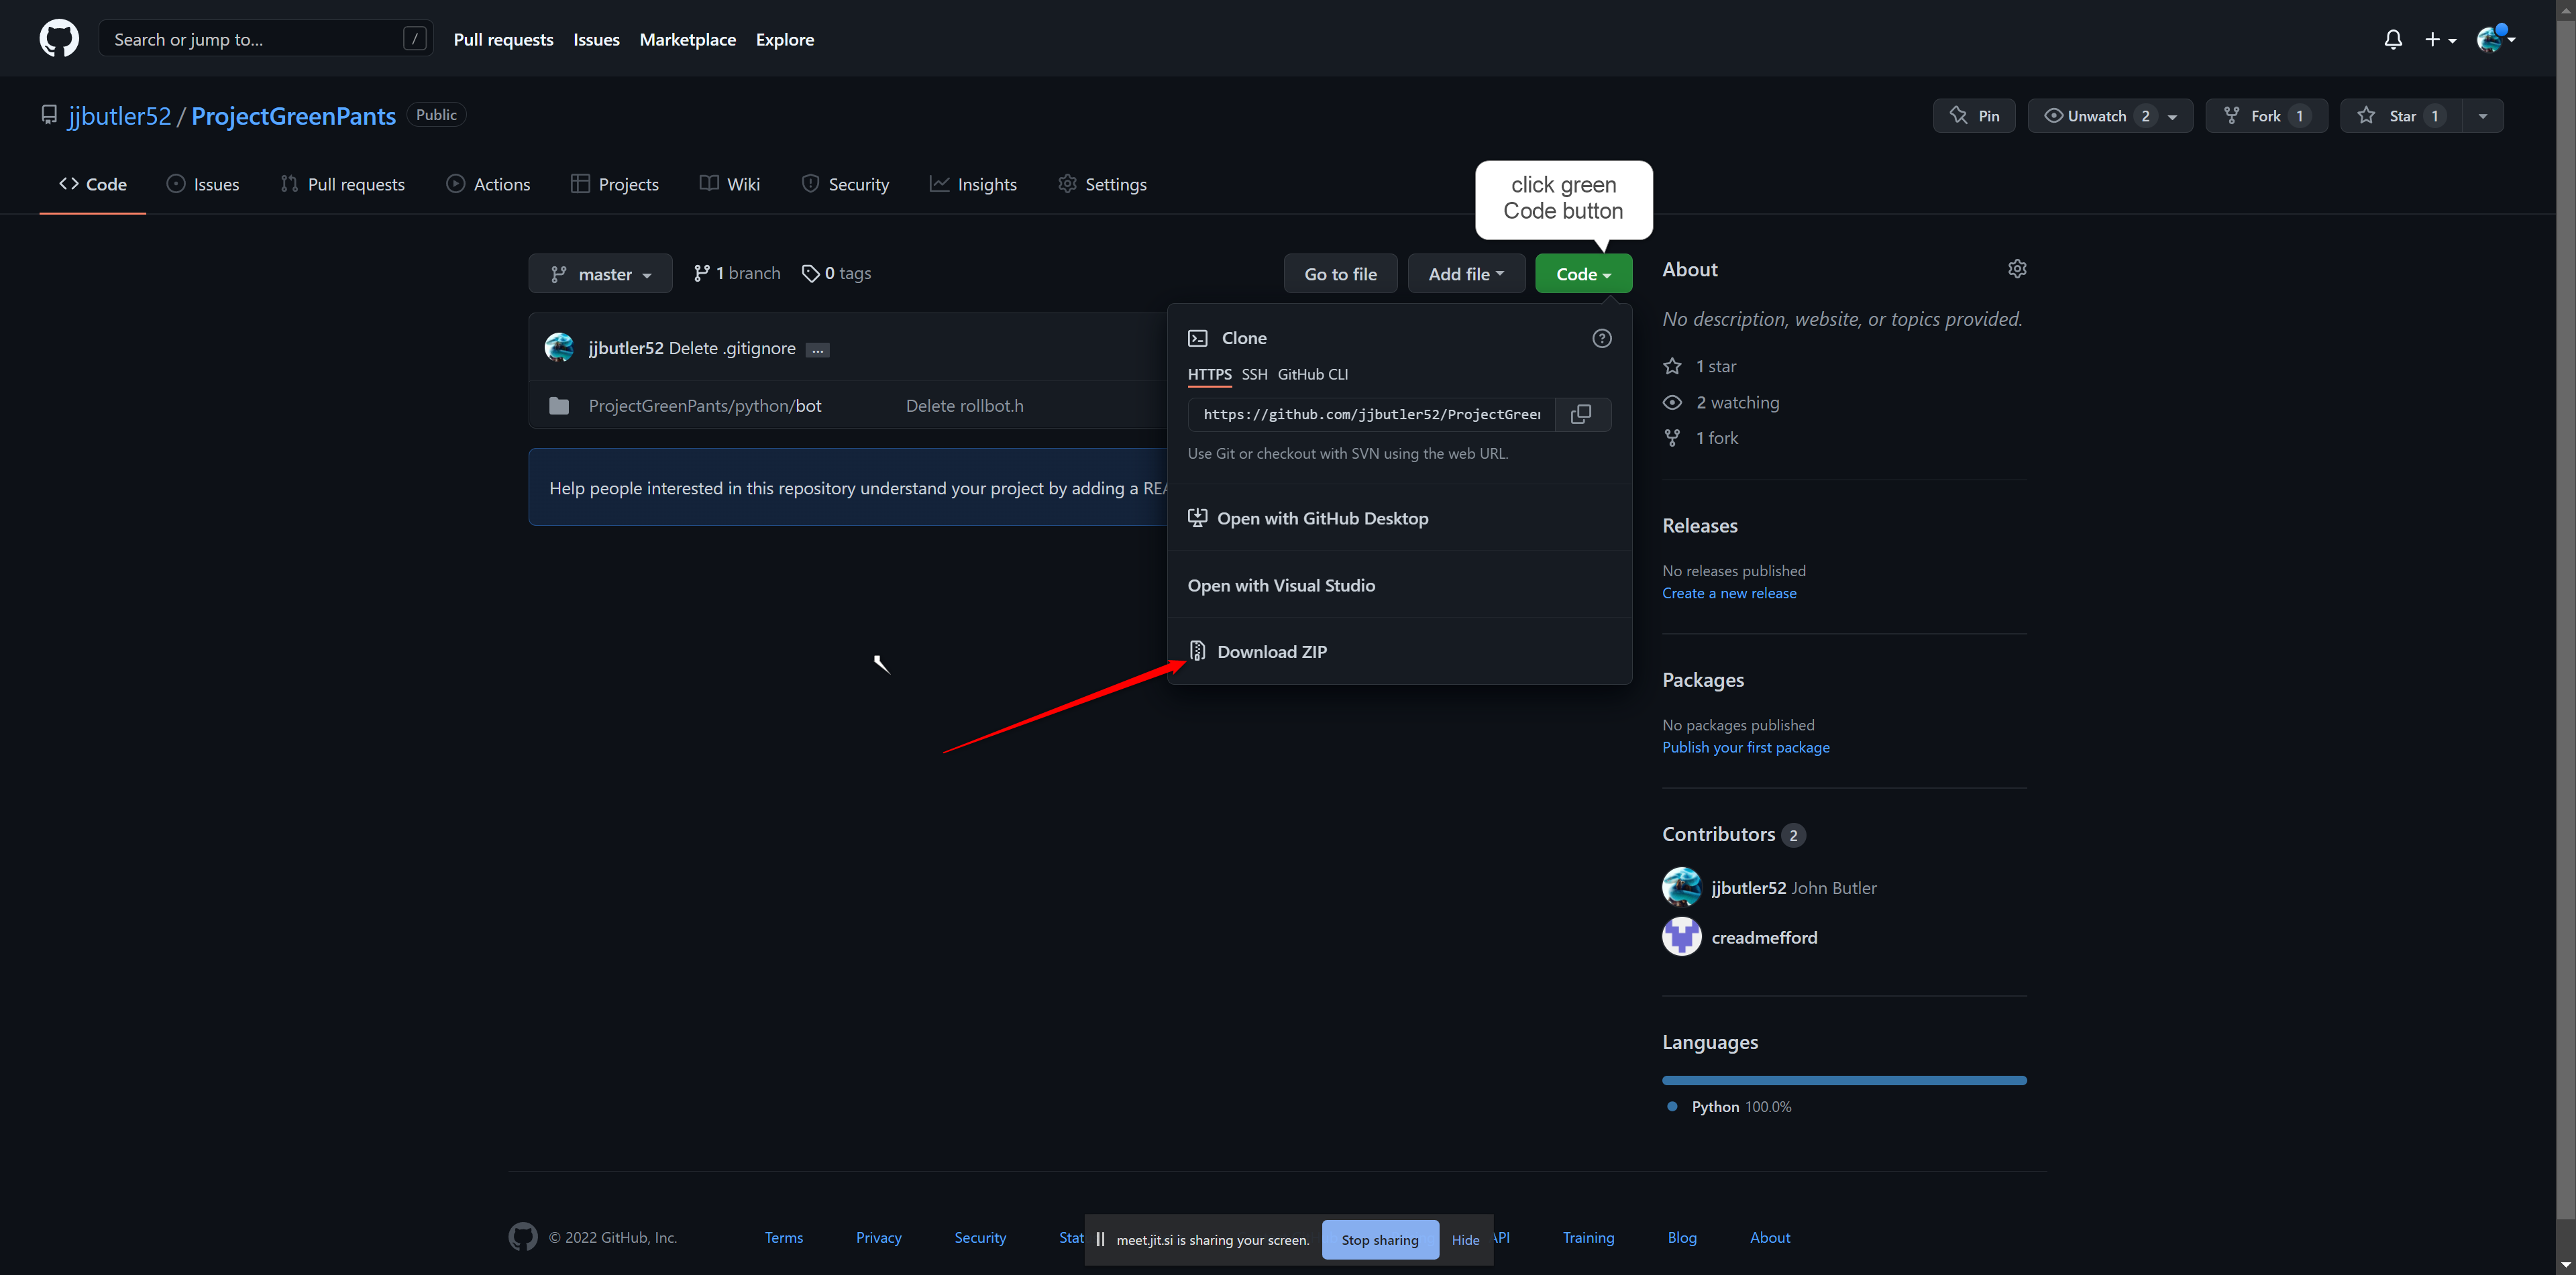 Search or jump to... /
Pull requests Issues Marketplace Explore
jjbutler52 / ProjectGreenPants Public
Pin Unwatch 2 Fork 1 Star 1
Code Issues Pull requests Actions Projects Wiki Security Insights Settings
click green
Code button
master 1 branch 0 tags
Go to file Add file Code
jjbutler52 Delete .gitignore ...
ProjectGreenPants/python/bot Delete rollbot.h
Help people interested in this repository understand your project by adding a
Clone
HTTPS SSH GitHub CLI
https://github.com/jjbutler52/ProjectGree
Use Git or checkout with SVN using the web URL.
Open with GitHub Desktop
Open with Visual Studio
Download ZIP
About
No description, website, or topics provided.
1 star
2 watching
1 fork
Releases
No releases published
Create a new release
Packages
No packages published
Publish your first package
Contributors 2
jjbutler52 John Butler
creadmefford
Languages
Python 100.0%
© 2022 GitHub, Inc. Terms Privacy Security Stat
meet.jit.si is sharing your screen. Stop sharing Hide
API Training Blog About